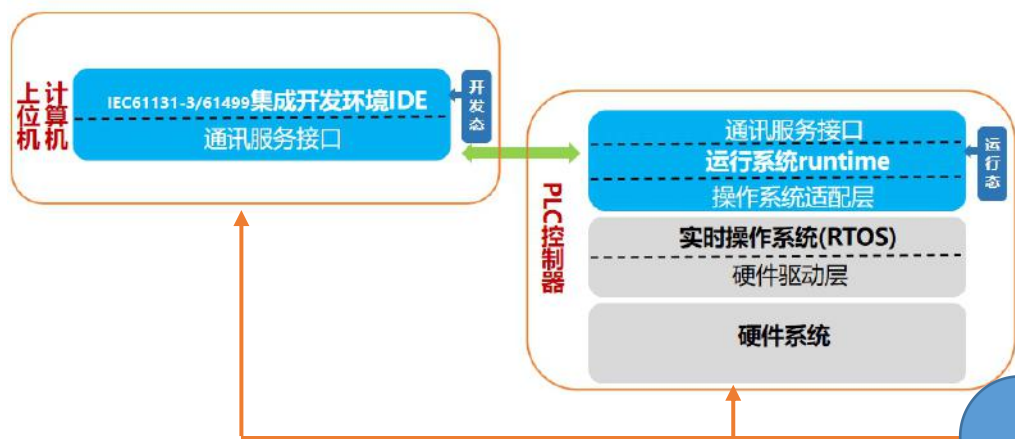 上位机
计算机
IEC61131-3/61499集成开发环境IDE
通讯服务接口
开发态
PLC控制器
通讯服务接口
运行系统runtime
操作系统适配层
运行态
实时操作系统(RTOS)
硬件驱动层
硬件系统